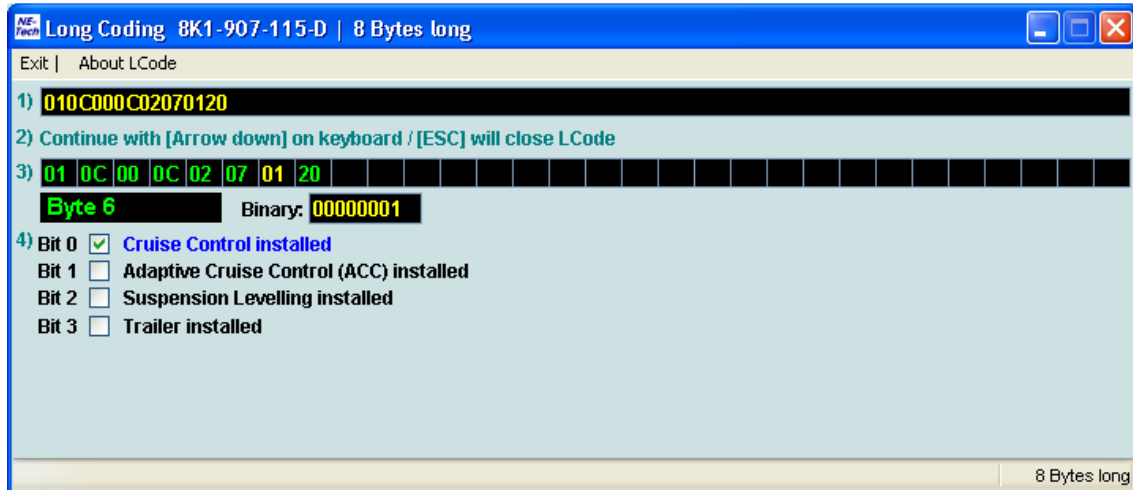 NE-Tech Long Coding 8K1-907-115-D | 8 Bytes long
Exit | About LCode
1) 010C000C02070120
2) Continue with [Arrow down] on keyboard / [ESC] will close LCode
3) 01 0C 00 0C 02 07 01 20
Byte 6 Binary: 00000001
4) Bit 0 Cruise Control installed
Bit 1 Adaptive Cruise Control (ACC) installed
Bit 2 Suspension Levelling installed
Bit 3 Trailer installed
8 Bytes long